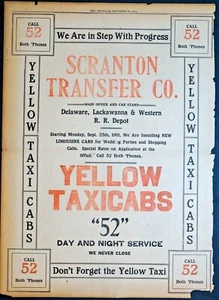 CALL
52
Both 'Phones
We Are in Step With Progress
CALL
52
Both 'Phones
SCRANTON
TRANSFER CO.
MAIN OFFICE AND CAB STAND
Delaware, Lackawanna & Western
R. R. Depot
Starting Monday, Sept. 25th, 1911, We Are Installing NEW
LIMOUSINE CARS for Wedding Parties and Shopping
Calls. Special Rates on Application at the
Office. Call 52 Both 'Phones.
YELLOW TAXI CABS
YELLOW TAXI CABS
YELLOW
TAXICABS
"52"
DAY AND NIGHT SERVICE
WE NEVER CLOSE
CALL
52
Both 'Phones
Don't Forget the Yellow Taxi
CALL
52
Both 'Phones